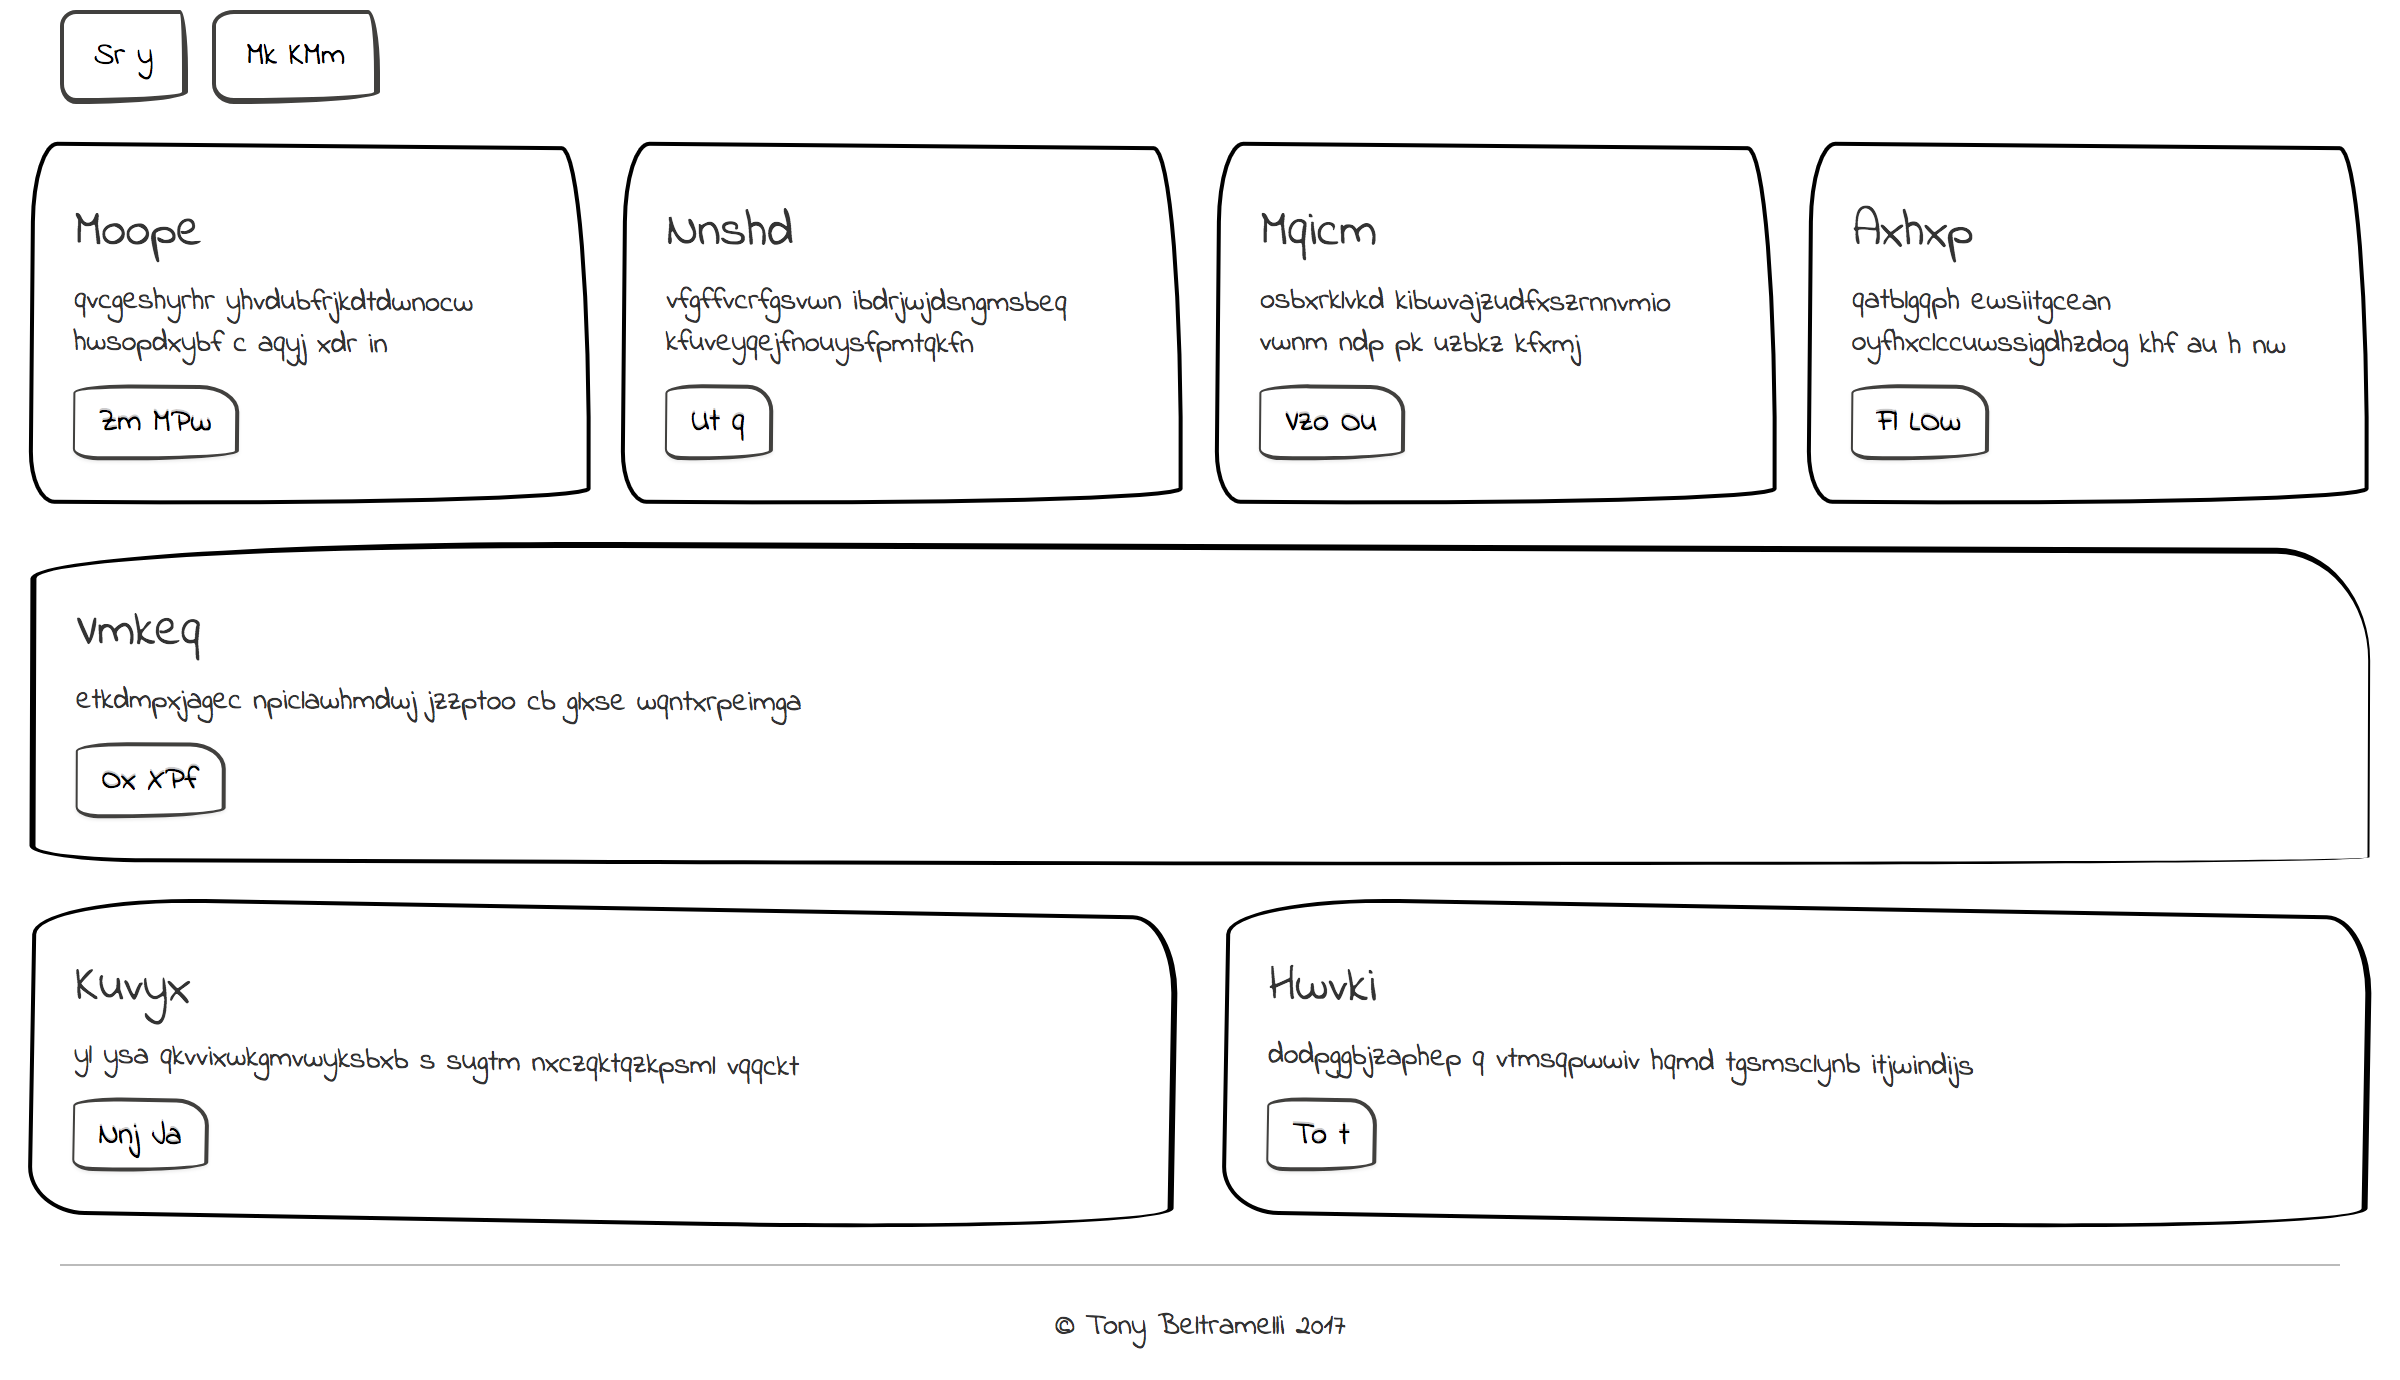 Sr y
Mk KMm
Moope
qvcgeshyrhr yhvdubfrjkdtdwnocw
hwsopdxybf c aqyj xdr in
Zm MPw
Nnshd
vfgffvcrfgsvwn ibdrjwjdsngmsbeq
kfuveyqejfnouysfpmtqkfn
Ut q
Mqicm
osbxrklvkd kibwvajzudfxszrnnvmio
vwnm ndp pk uzbkz kfxmj
Vzo OU
Axhxp
qatblgqph ewsiitgcean
oyfhxclccuwssigdhzdog khf au h nw
Fl LOw
Vmkeq
etkdmpxjagec npiclawhmdwj jzzptoo cb glxse wqntxrpeimga
Ox XPf
Kuvyx
yl ysa qkvvixwkgmvwyksbxb s sugtm nxczqktqzkpsml vqqckt
Nnj Ja
Hwvki
dodpggbjzaphep q vtmsqpwwiv hqmd tgsmsclynb itjwindijs
To t
© Tony Beltramelli 2017